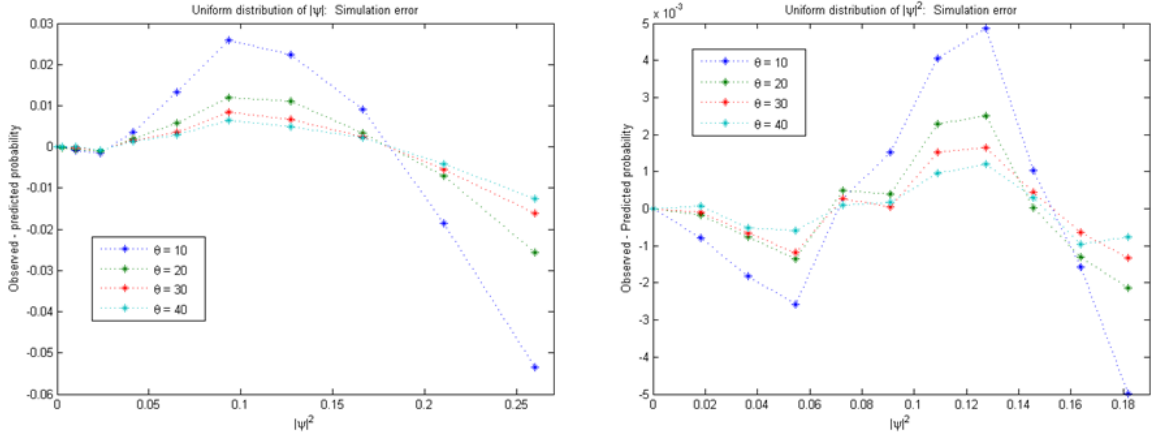 Uniform distribution of |ψ|: Simulation error
0.03
0.02
0.01
0
-0.01
-0.02
-0.03
-0.04
-0.05
-0.06
Observed - predicted probability
θ = 10
θ = 20
θ = 30
θ = 40
0 0.05 0.1 0.15 0.2 0.25
|ψ|²
Uniform distribution of |ψ|²: Simulation error
5 x 10⁻³
4
3
2
1
0
-1
-2
-3
-4
-5
Observed - Predicted probability
θ = 10
θ = 20
θ = 30
θ = 40
0 0.02 0.04 0.06 0.08 0.1 0.12 0.14 0.16 0.18
|ψ|²